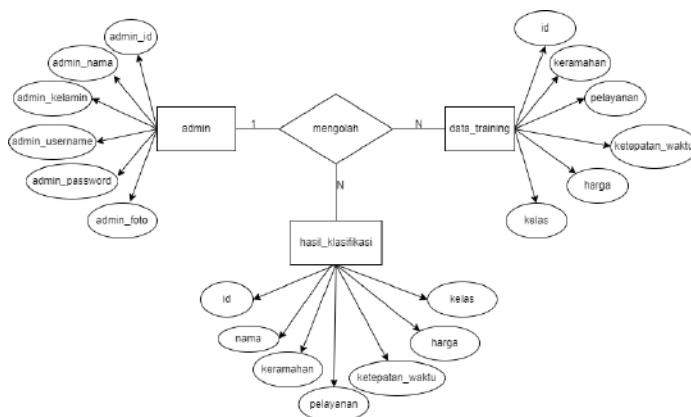 admin_id
admin_nama
admin_kelamin
admin_username
admin_password
admin_foto
admin
1
mengolah
N
data_training
id
keramahan
pelayanan
ketepatan_waktu
harga
kelas
N
hasil_klasifikasi
id
nama
keramahan
pelayanan
ketepatan_waktu
harga
kelas